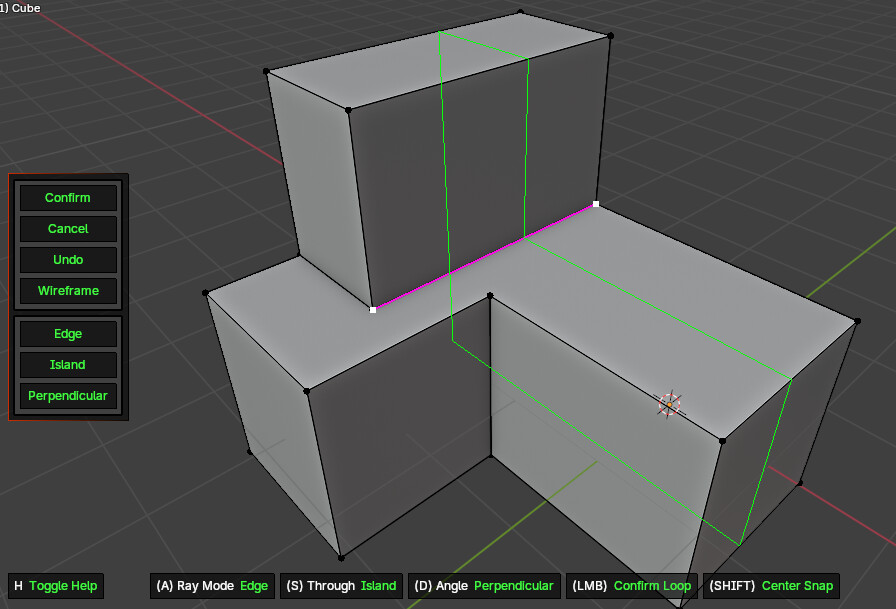 1) Cube
Confirm
Cancel
Undo
Wireframe
Edge
Island
Perpendicular
H Toggle Help (A) Ray Mode Edge (S) Through Island (D) Angle Perpendicular (LMB) Confirm Loop (SHIFT) Center Snap